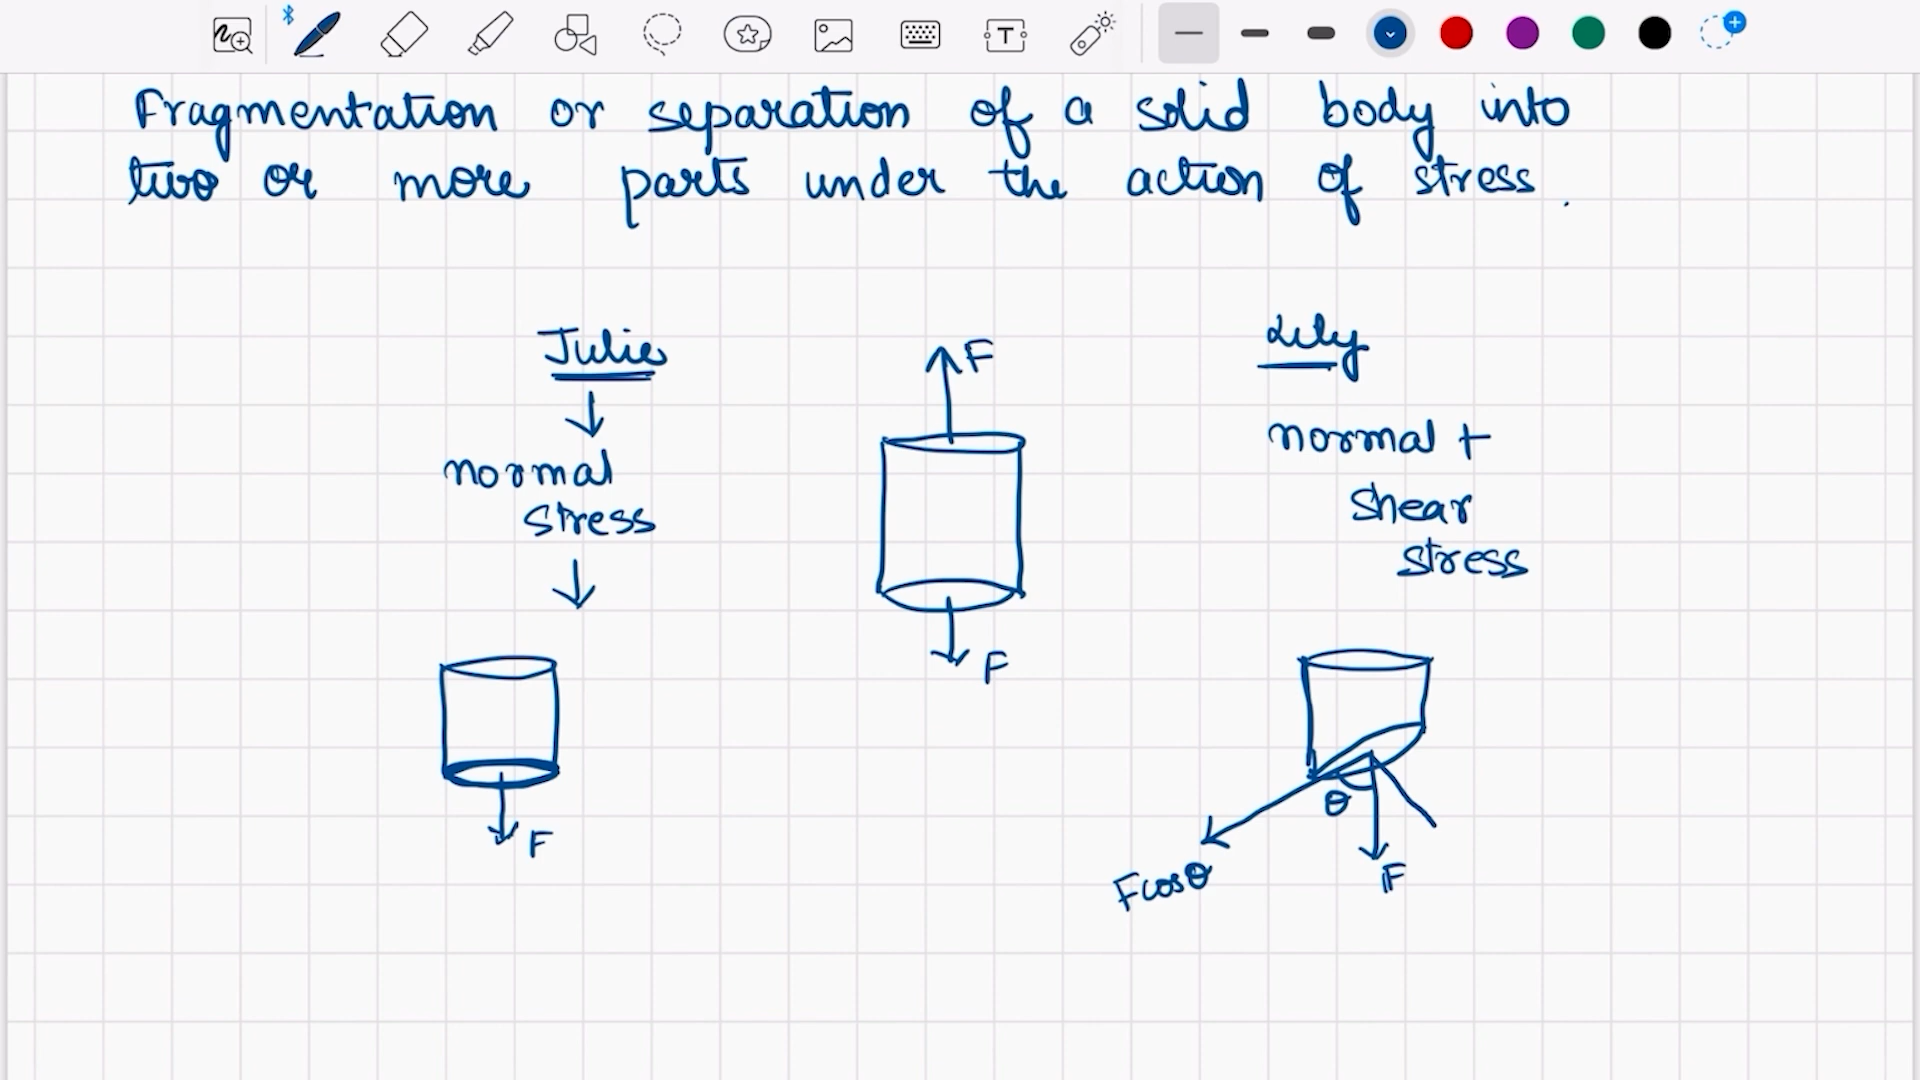 Fragmentation or separation of a solid body into
two or more parts under the action of stress.
Julie
normal
stress
F
F
F
Lily
normal +
shear
stress
θ
F
Fcosθ
T